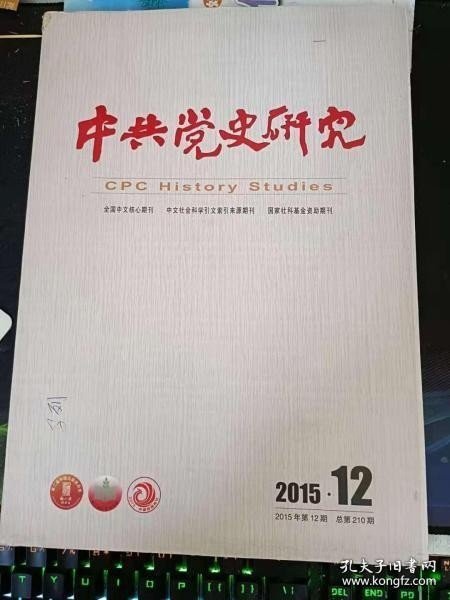 中共党史研究
CPC History Studies
全国中文核心期刊 中文社会科学引文索引来源期刊 国家社科基金资助期刊
2015·12
2015年第12期 总第210期
孔夫子旧书网
www.kongfz.com
T Y U I O P